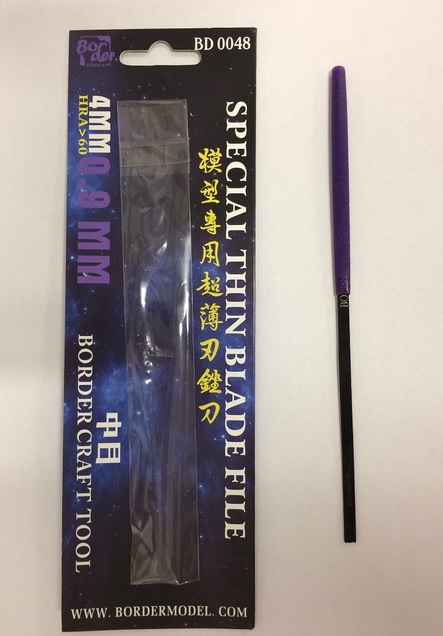 Border
BD 0048
4MM 0.9 MM
HRA>60
SPECIAL THIN BLADE FILE
模型專用超薄刃銼刀
中目
BORDER CRAFT TOOL
WWW. BORDERMODEL. COM